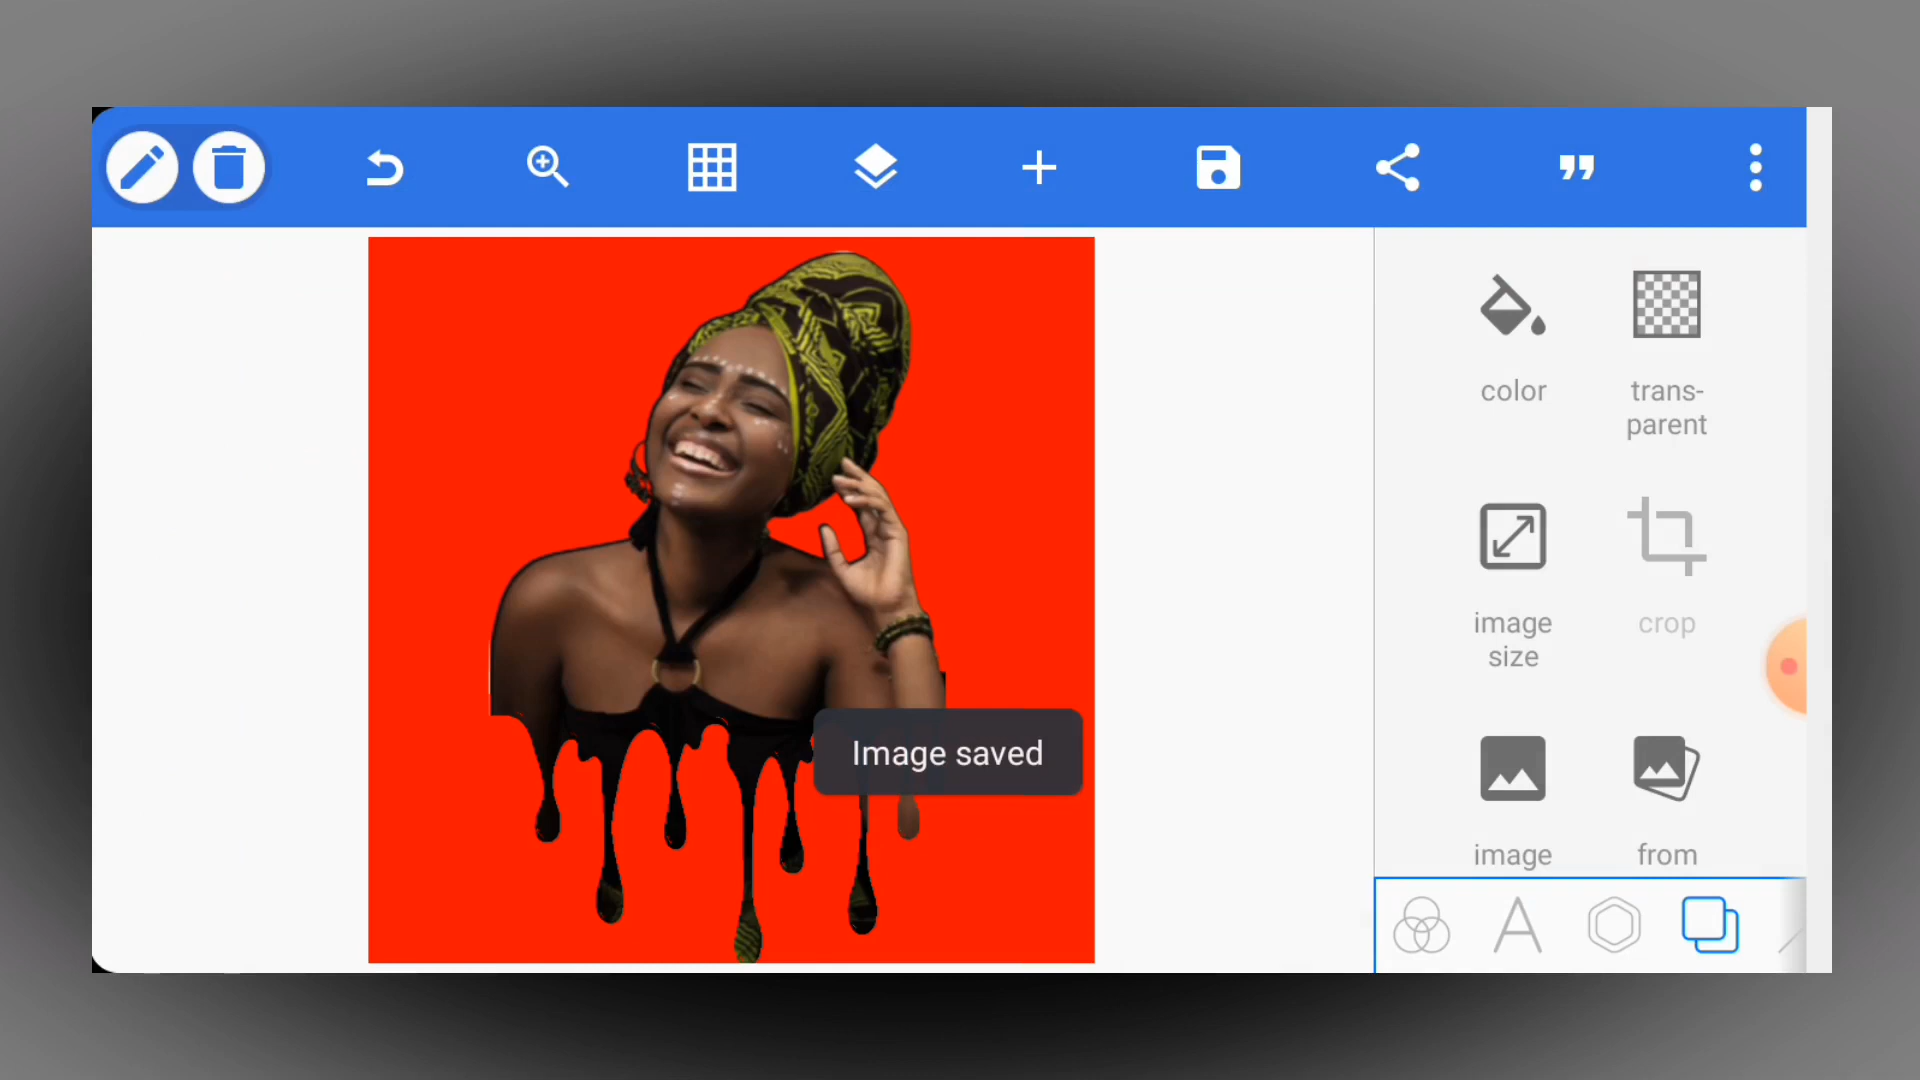 color
trans-
parent
image
size
crop
Image saved
image
from